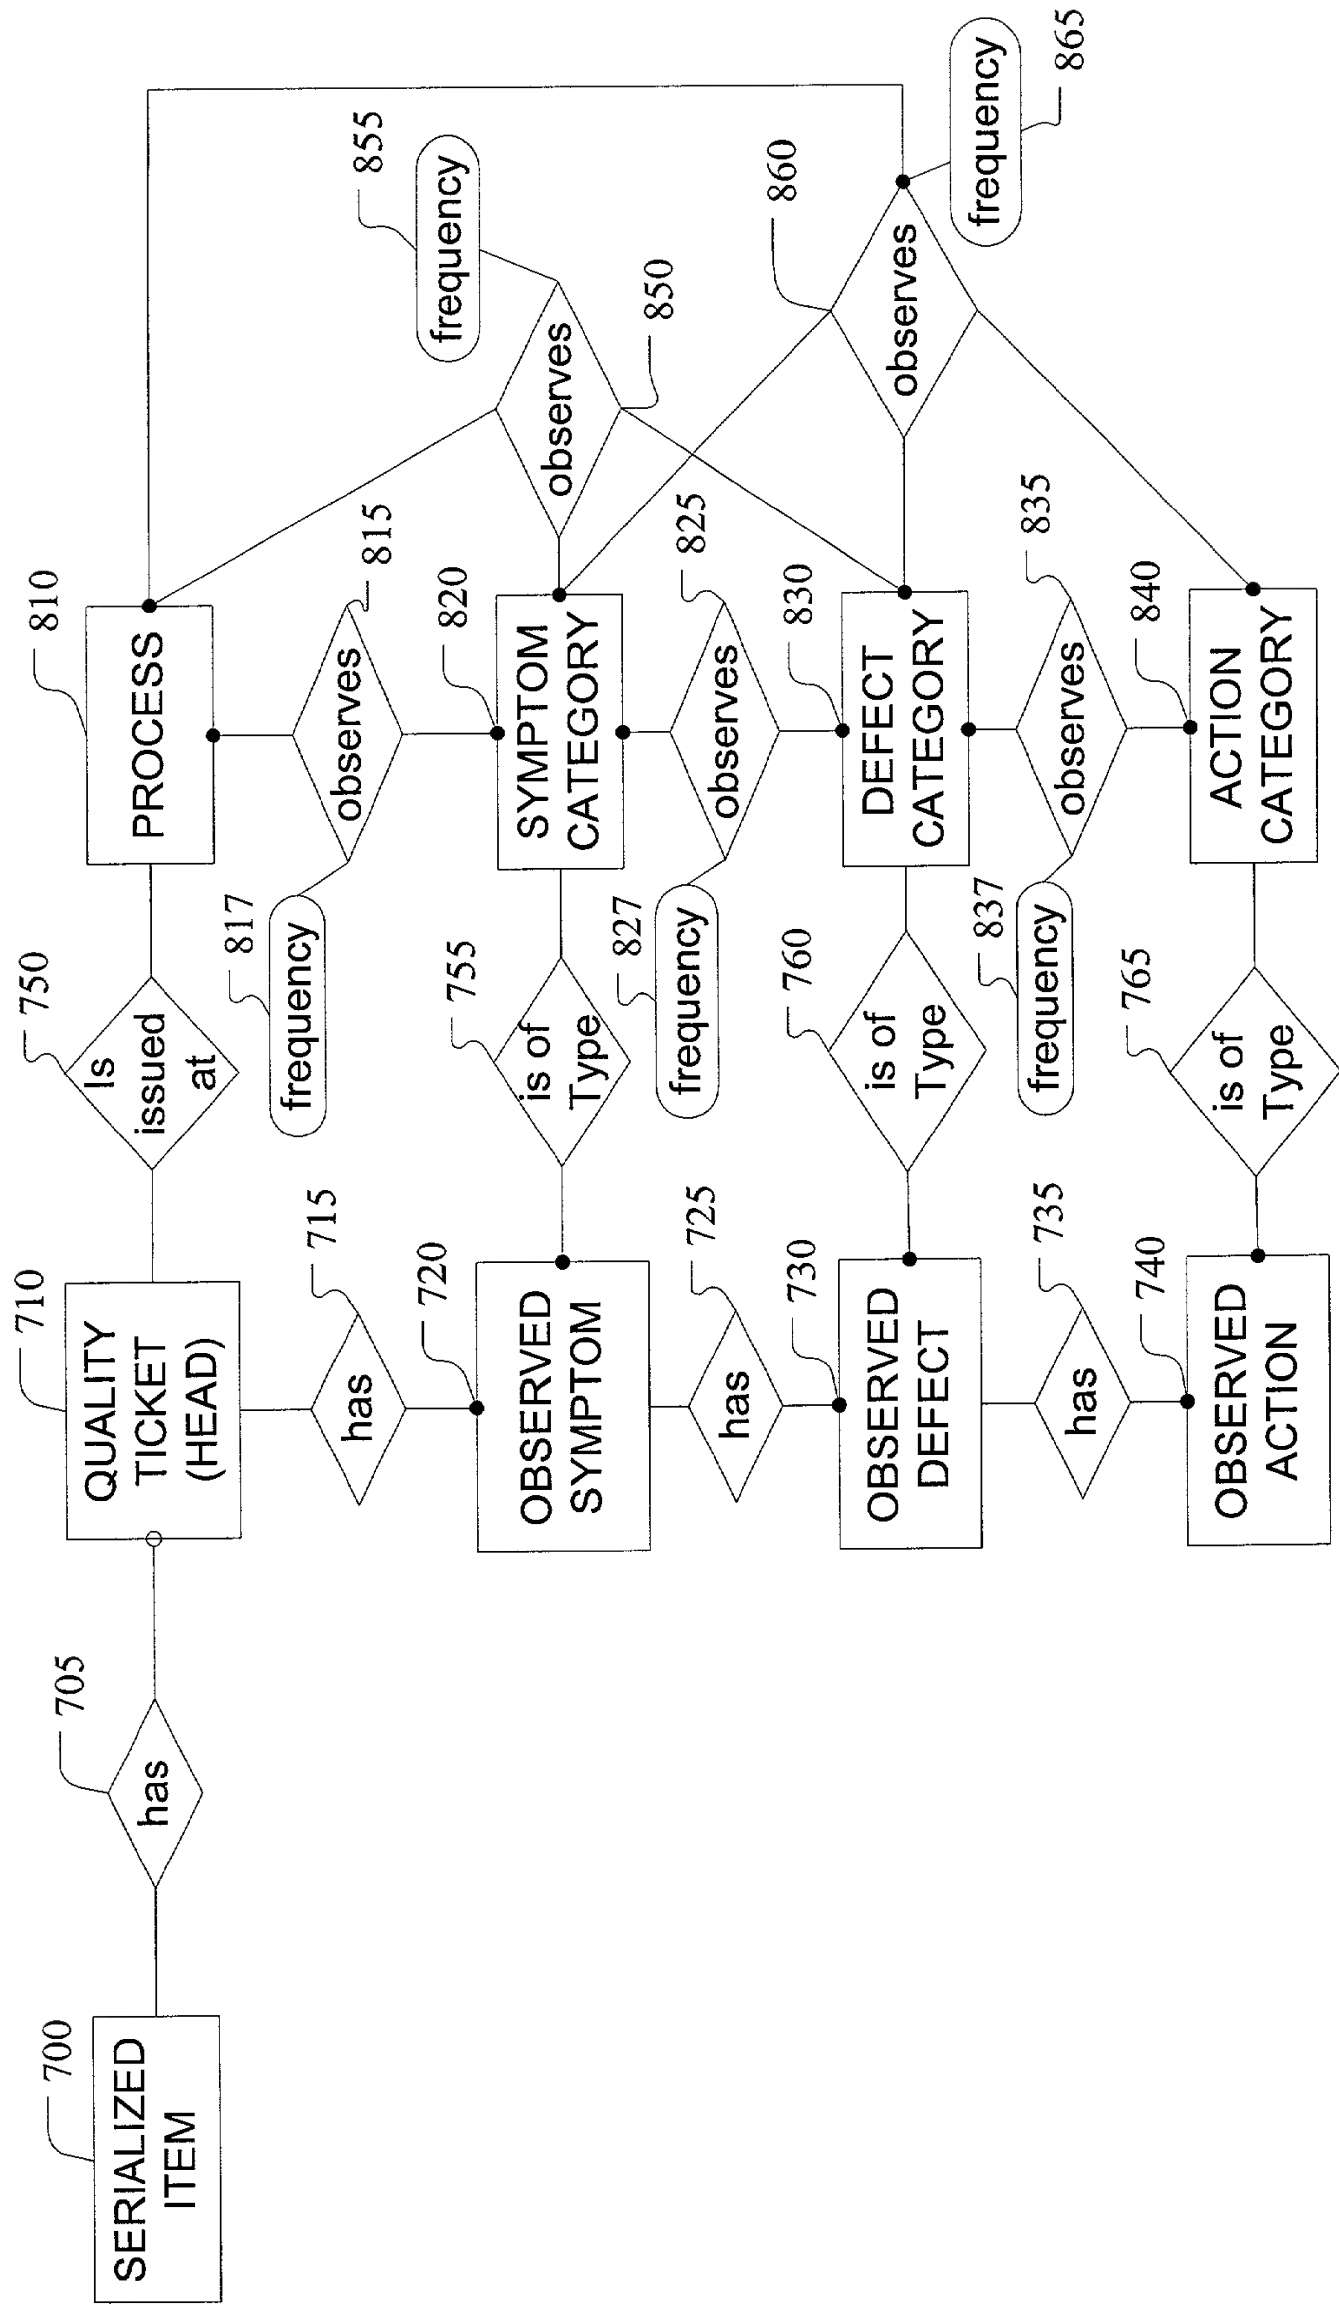 700
SERIALIZED
ITEM
705
has
710
QUALITY
TICKET
(HEAD)
750
Is
issued
at
810
PROCESS
715
has
817
frequency
815
observes
855
frequency
720
OBSERVED
SYMPTOM
755
is of
Type
820
SYMPTOM
CATEGORY
observes
850
725
has
827
frequency
825
observes
860
observes
865
frequency
730
OBSERVED
DEFECT
760
is of
Type
830
DEFECT
CATEGORY
735
has
837
frequency
835
observes
740
OBSERVED
ACTION
765
is of
Type
840
ACTION
CATEGORY